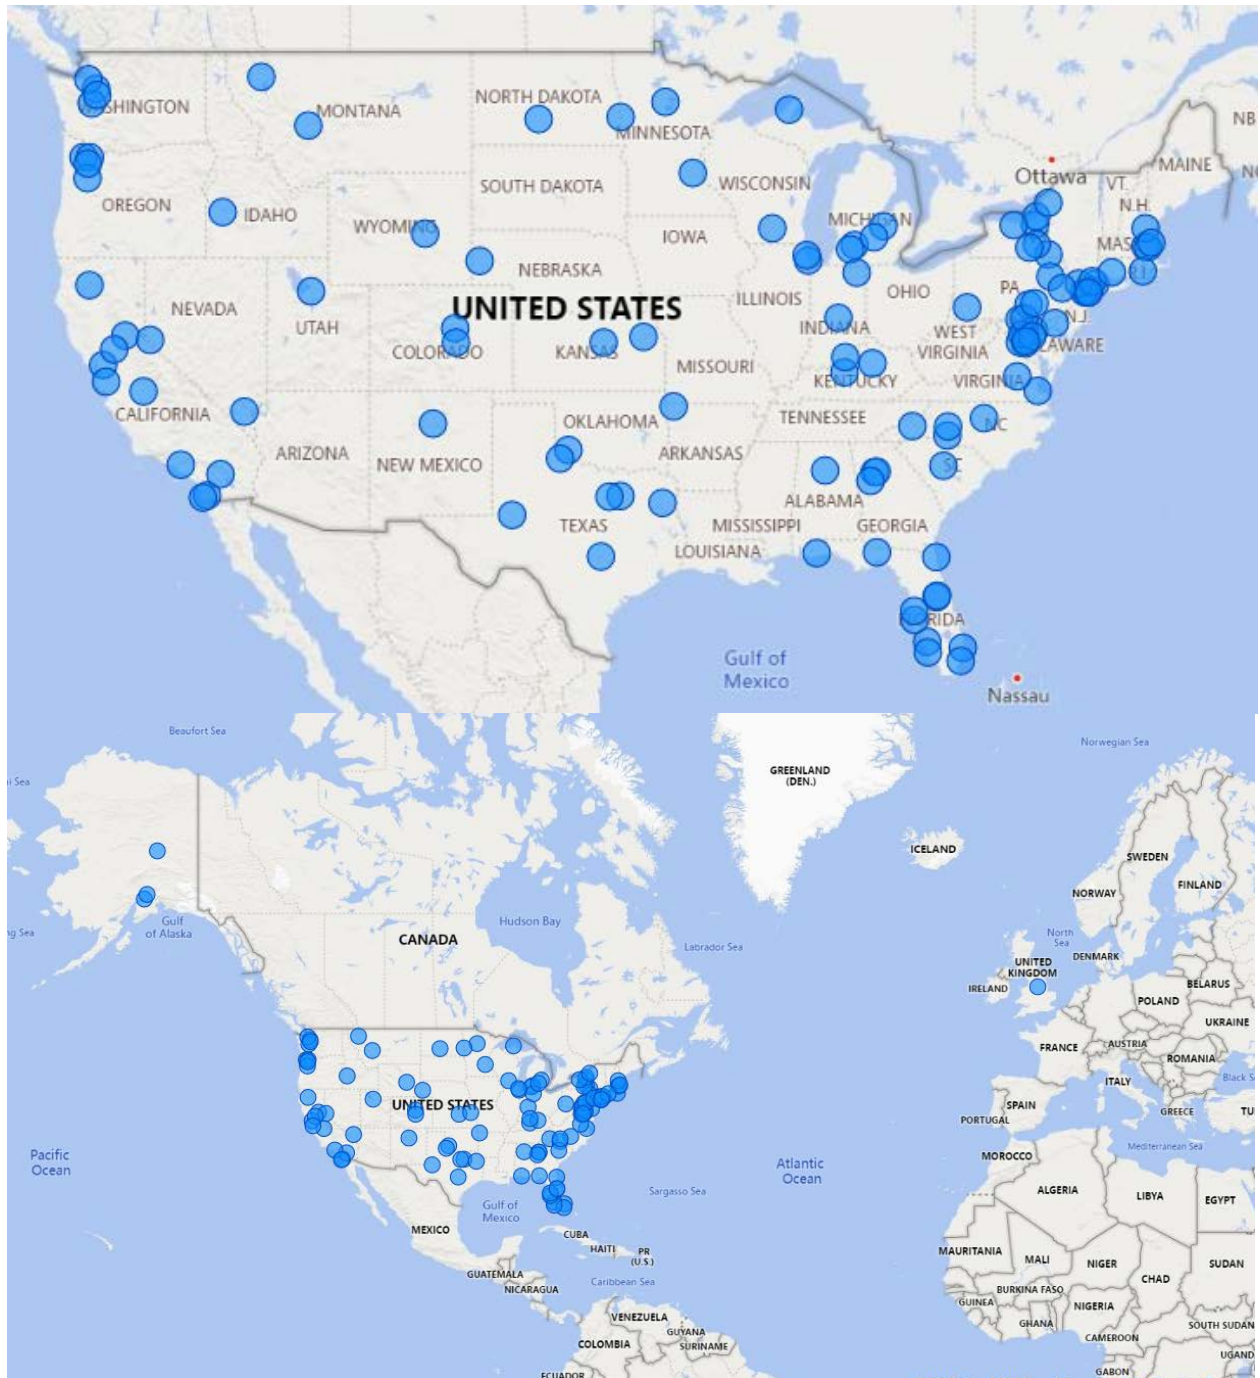 NORTH DAKOTA
MONTANA
MINNESOTA
MAINE
NB
Ottawa
VT.
N.H.
SOUTH DAKOTA
WISCONSIN
OREGON
IDAHO
WYOMING
MICHIGAN
IOWA
NEBRASKA
UNITED STATES
ILLINOIS
OHIO
PA
N.J.
NEVADA
UTAH
COLORADO
KANSAS
MISSOURI
INDIANA
WEST
VIRGINIA
KENTUCKY
VIRGINIA
CALIFORNIA
OKLAHOMA
TENNESSEE
NC
ARIZONA
NEW MEXICO
ARKANSAS
SC
ALABAMA
TEXAS
MISSISSIPPI
GEORGIA
LOUISIANA
Gulf of
Mexico
Nassau
Beaufort Sea
Norwegian Sea
GREENLAND
(DEN.)
ICELAND
SWEDEN
NORWAY
FINLAND
Gulf
of Alaska
Hudson Bay
CANADA
Labrador Sea
North
Sea
DENMARK
UNITED
KINGDOM
IRELAND
BELARUS
POLAND
UKRAINE
FRANCE
AUSTRIA
ROMANIA
ITALY
SPAIN
PORTUGAL
GREECE
UNITED STATES
Mediterranean Sea
MOROCCO
Pacific
Ocean
Atlantic
Ocean
Sargasso Sea
ALGERIA
LIBYA
EGYPT
Gulf of
Mexico
MEXICO
CUBA
HAITI
PR
(U.S.)
MAURITANIA
MALI
NIGER
CHAD
SUDAN
GUATEMALA
NICARAGUA
Caribbean Sea
BURKINA FASO
GUINEA
NIGERIA
GHANA
SOUTH SUDAN
CAMEROON
VENEZUELA
GUYANA
SURINAME
COLOMBIA
ECUADOR
UGAND
GABON